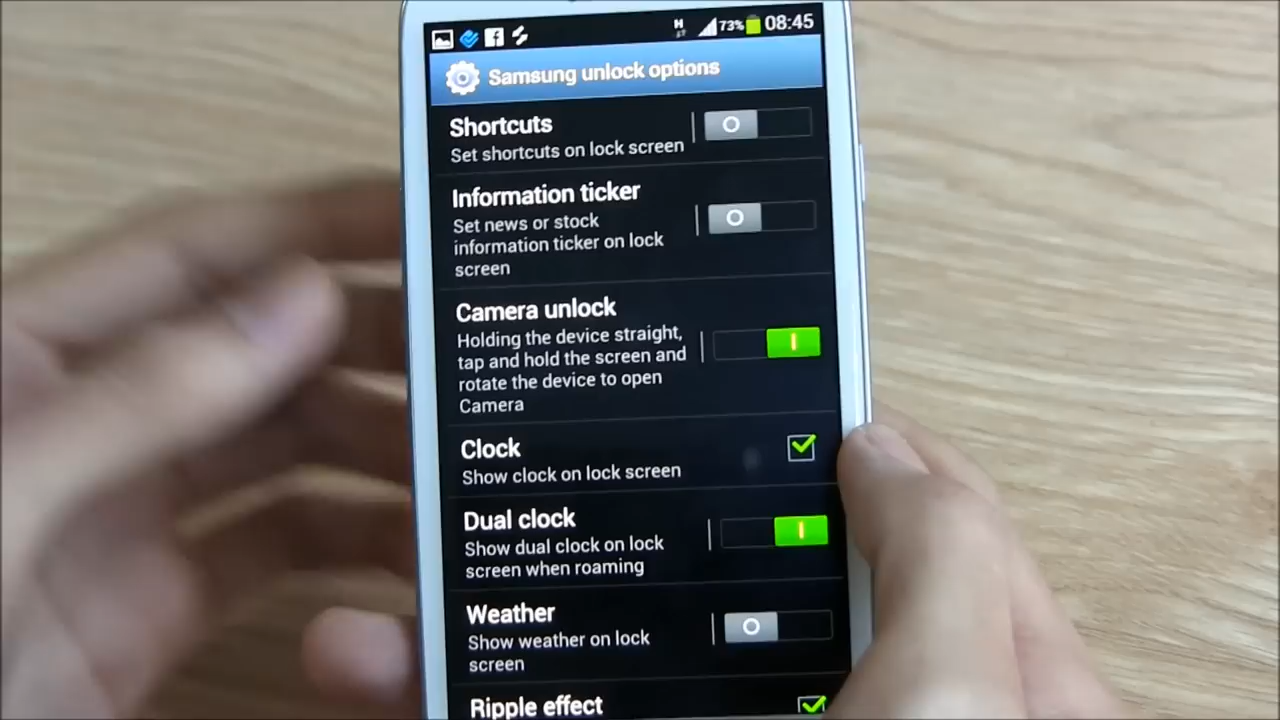 H 73% 08:45
Samsung unlock options
Shortcuts
Set shortcuts on lock screen
Information ticker
Set news or stock
information ticker on lock
screen
Camera unlock
Holding the device straight,
tap and hold the screen and
rotate the device to open
Camera
Clock
Show clock on lock screen
Dual clock
Show dual clock on lock
screen when roaming
Weather
Show weather on lock
screen
Ripple effect